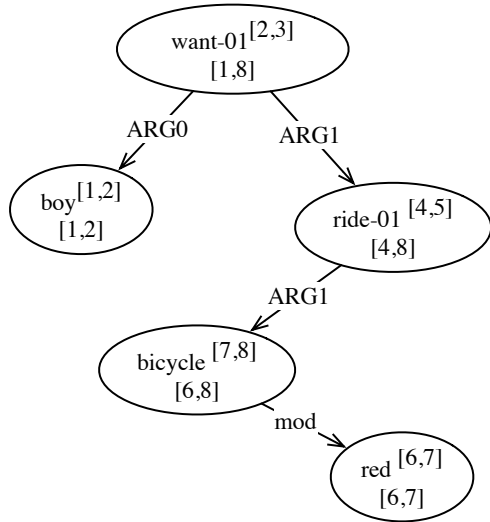 want-01[2,3]
[1,8]
ARG0
ARG1
boy[1,2]
[1,2]
ride-01 [4,5]
[4,8]
ARG1
bicycle [7,8]
[6,8]
mod
red [6,7]
[6,7]